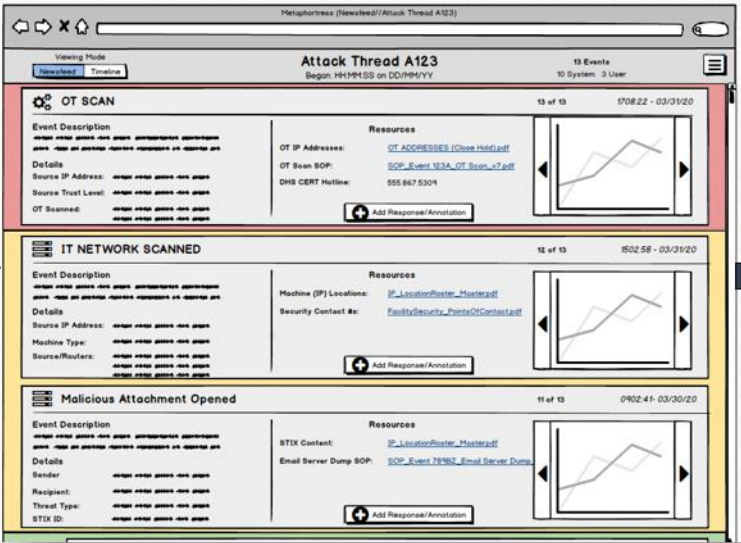 Metaphortress (Newsfeed//Attack Thread A123)
Viewing Mode
Newsfeed Timeline
Attack Thread A123
Began: HH:MM:SS on DD/MM/YY
13 Events
10 System 3 User
OT SCAN
13 of 13
1708:22 - 03/31/20
Event Description
Details
Source IP Address:
Source Trust Level:
OT Scanned:
Resources
OT IP Addresses: OT ADDRESSES (Close Hold).pdf
OT Scan SOP: SOP_Event 123A_OT Scan_v7.pdf
DHS CERT Hotline: 555.867.5309
Add Response/Annotation
IT NETWORK SCANNED
12 of 13
1502:58 - 03/31/20
Event Description
Details
Source IP Address:
Machine Type:
Source/Routers:
Resources
Machine (IP) Locations: IP_LocationRoster_Master.pdf
Security Contact #s: FacilitySecurity_PointsOfContact.pdf
Add Response/Annotation
Malicious Attachment Opened
11 of 13
0902:41- 03/30/20
Event Description
Details
Sender
Recipient:
Threat Type:
STIX ID:
Resources
STIX Content: IP_LocationRoster_Master.pdf
Email Server Dump SOP: SOP_Event 789BZ_Email Server Dump_
Add Response/Annotation